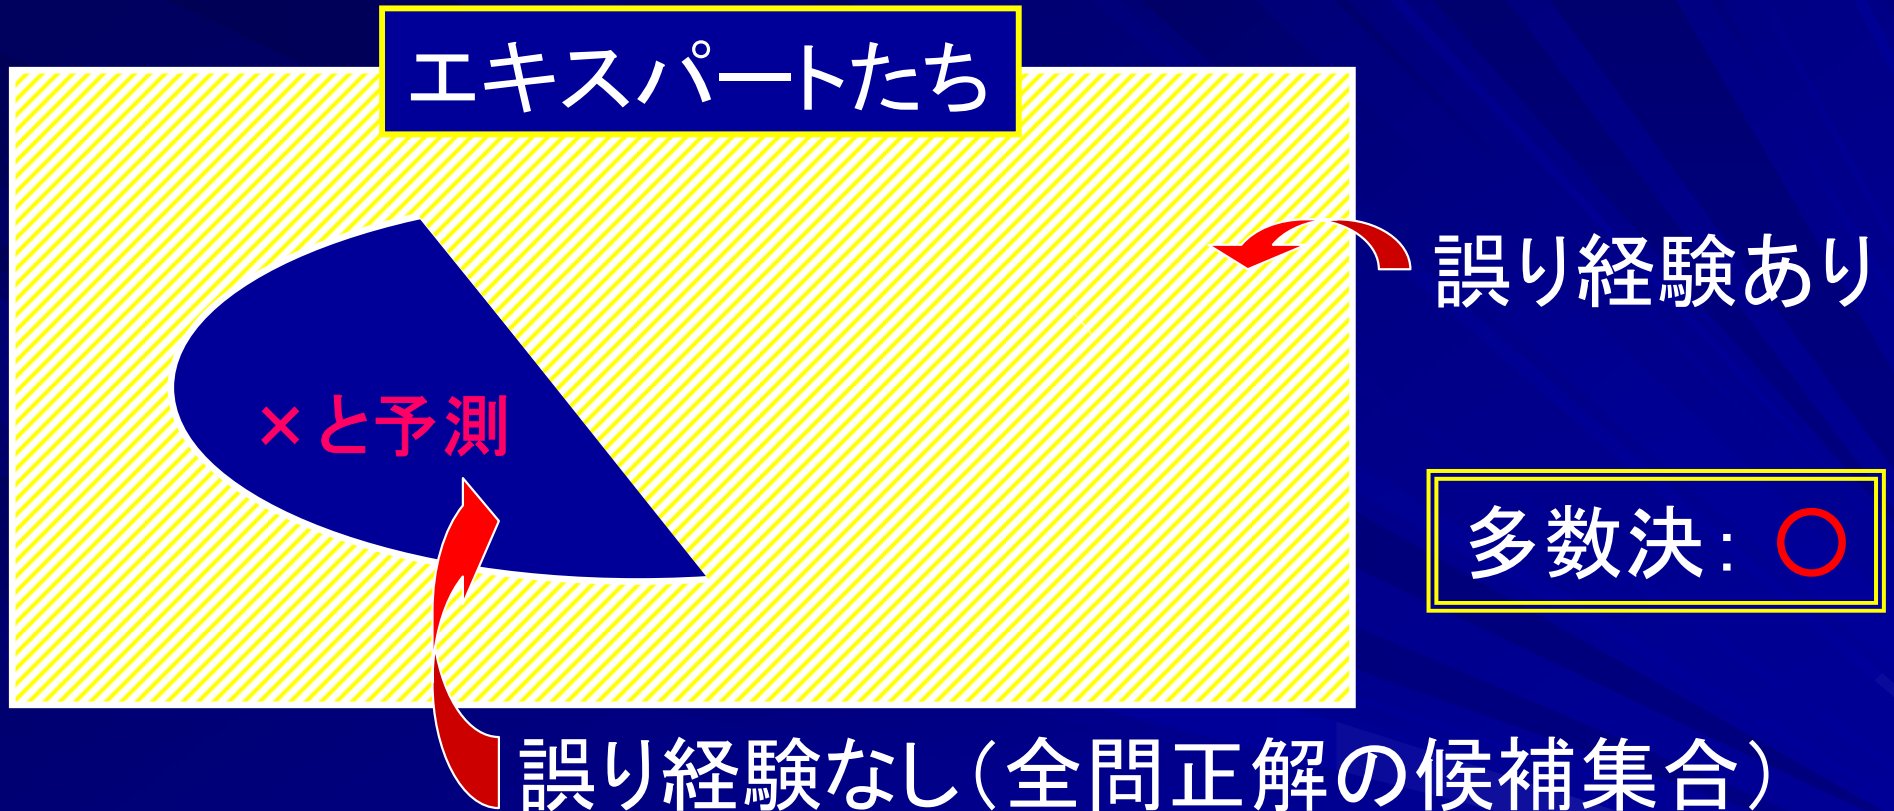 エキスパートたち
誤り経験あり
×と予測
多数決: ○
誤り経験なし(全問正解の候補集合)